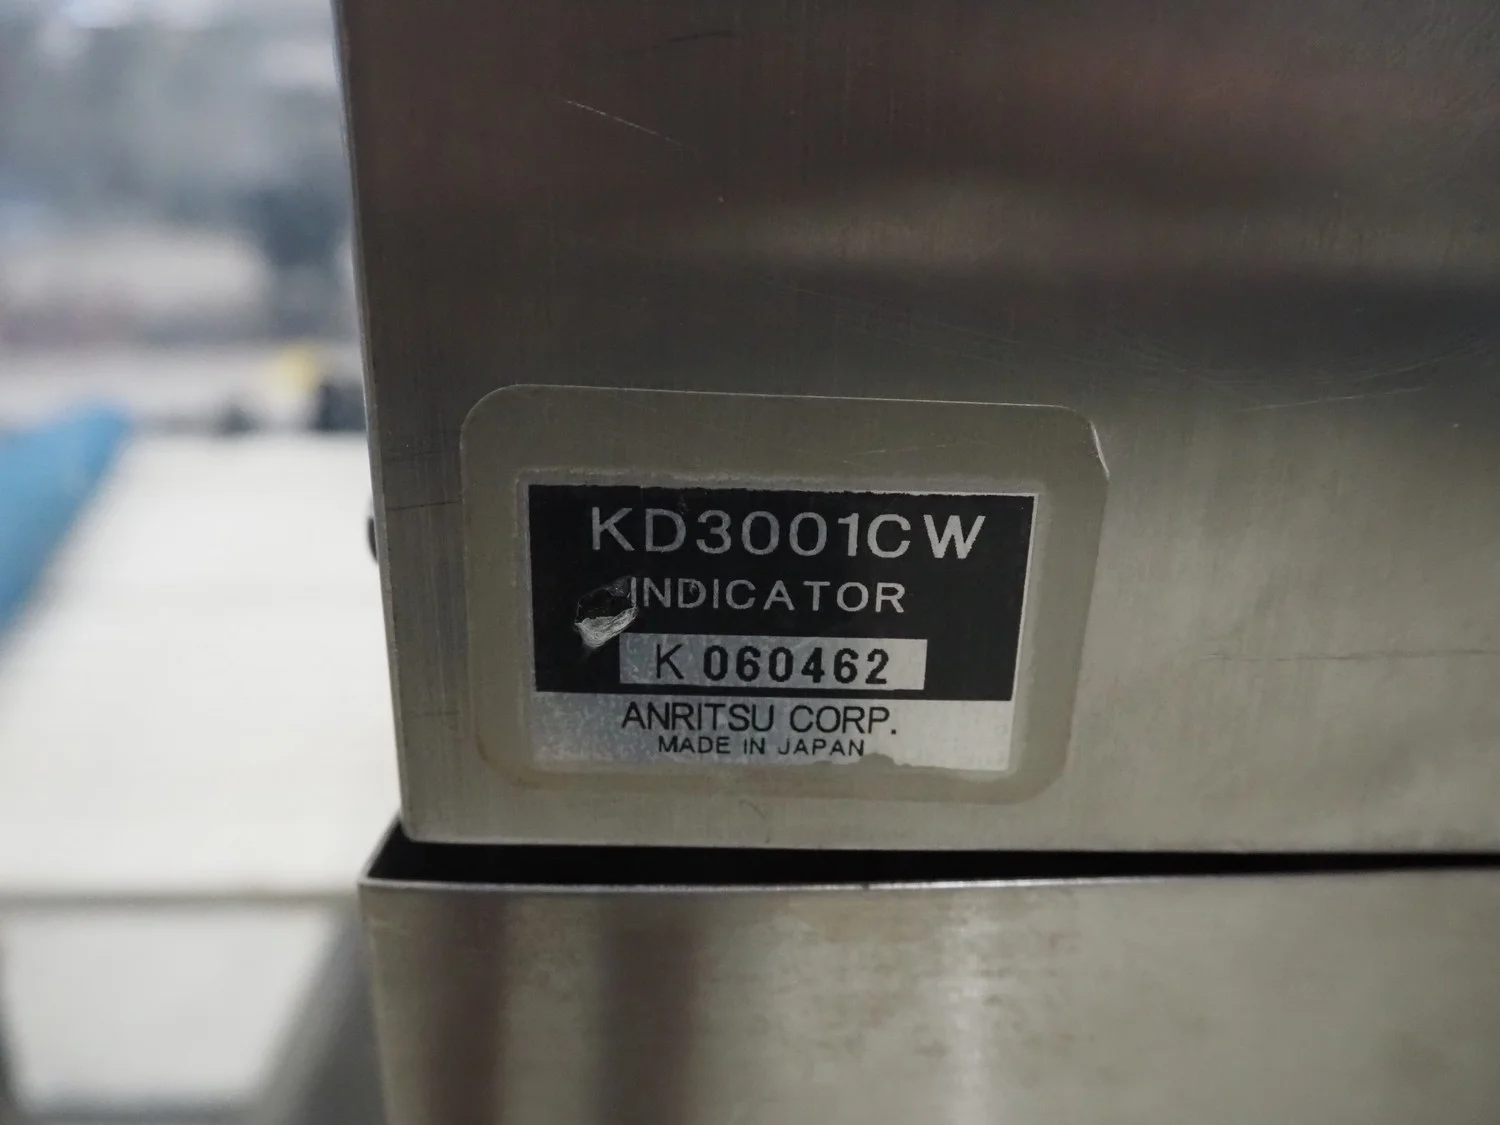 KD3001CW
INDICATOR
K 060462
ANRITSU CORP.
MADE IN JAPAN